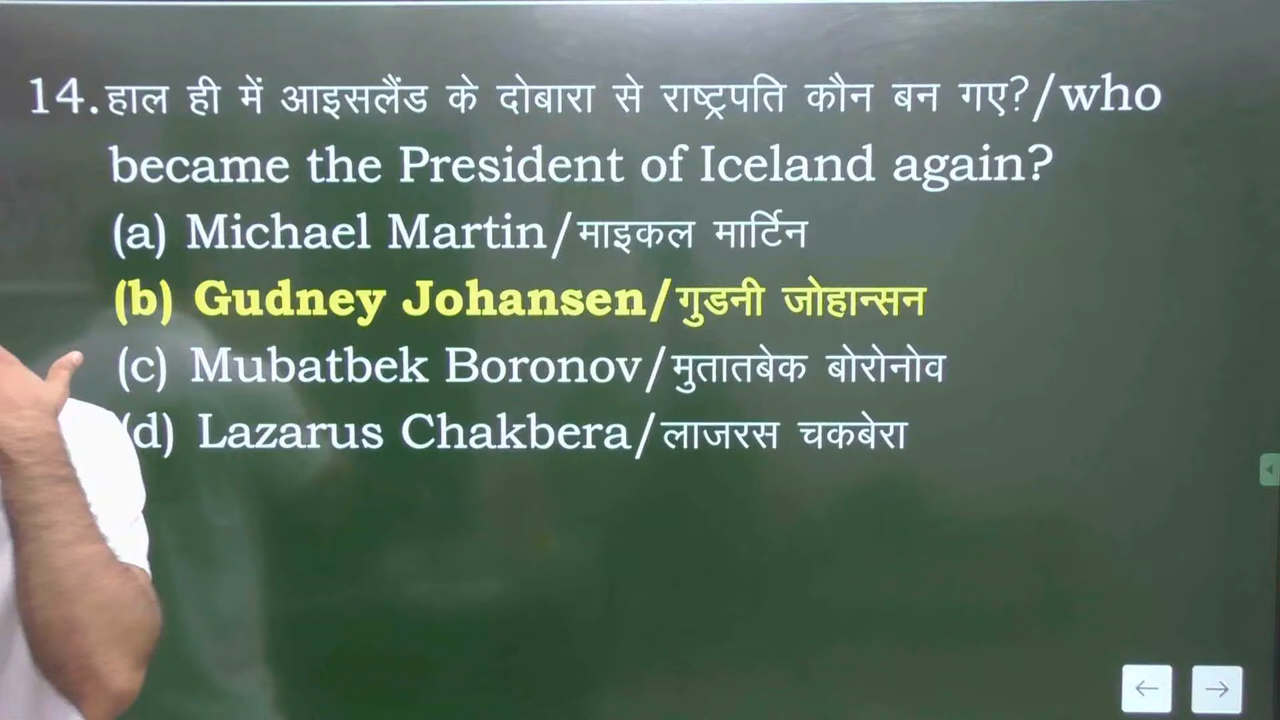 14.हाल ही में आइसलैंड के दोबारा से राष्ट्रपति कौन बन गए?/who
became the President of Iceland again?
(a) Michael Martin/माइकल मार्टिन
(b) Gudney Johansen/गुडनी जोहान्सन
(c) Mubatbek Boronov/मुतातबेक बोरोनोव
(d) Lazarus Chakbera/लाजरस चकबेरा